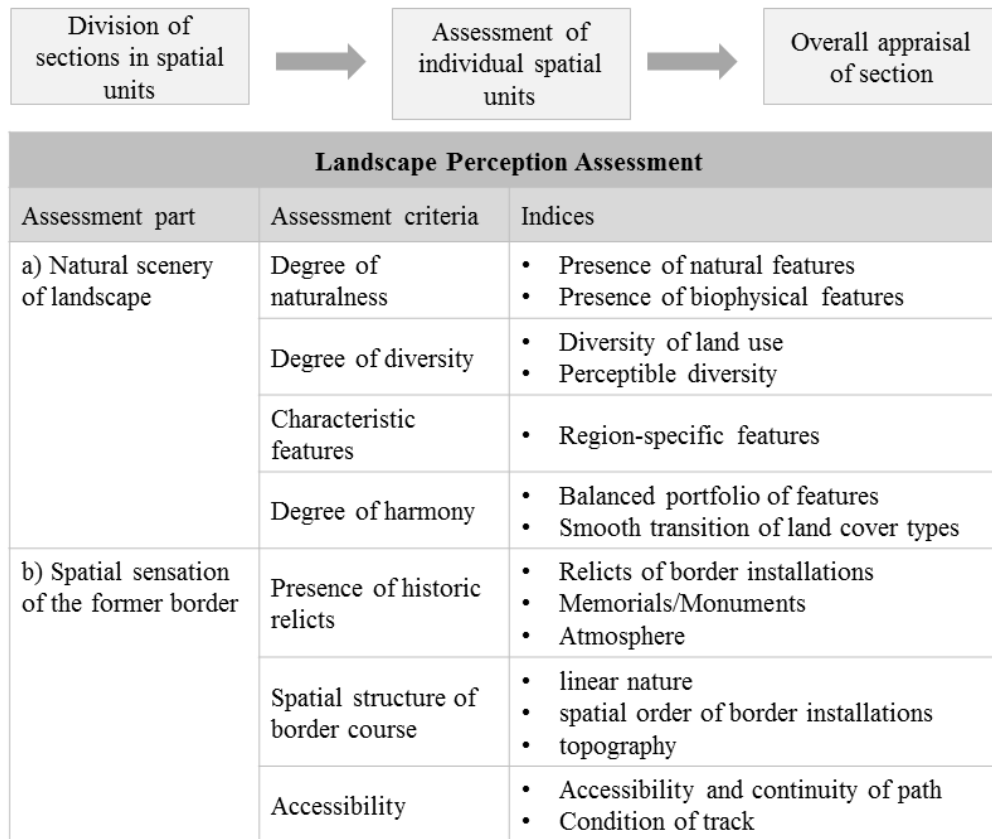 Division of
sections in spatial
units
Assessment of
individual spatial
units
Overall appraisal
of section
Landscape Perception Assessment
Assessment part
Assessment criteria
Indices
a) Natural scenery
of landscape
Degree of
naturalness
• Presence of natural features
• Presence of biophysical features
Degree of diversity
• Diversity of land use
• Perceptible diversity
Characteristic
features
• Region-specific features
Degree of harmony
• Balanced portfolio of features
• Smooth transition of land cover types
b) Spatial sensation
of the former border
Presence of historic
relicts
• Relicts of border installations
• Memorials/Monuments
• Atmosphere
Spatial structure of
border course
• linear nature
• spatial order of border installations
• topography
Accessibility
• Accessibility and continuity of path
• Condition of track